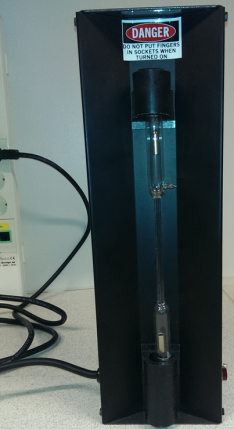 DANGER
DO NOT PUT FINGERS
IN SOCKETS WHEN
TURNED ON